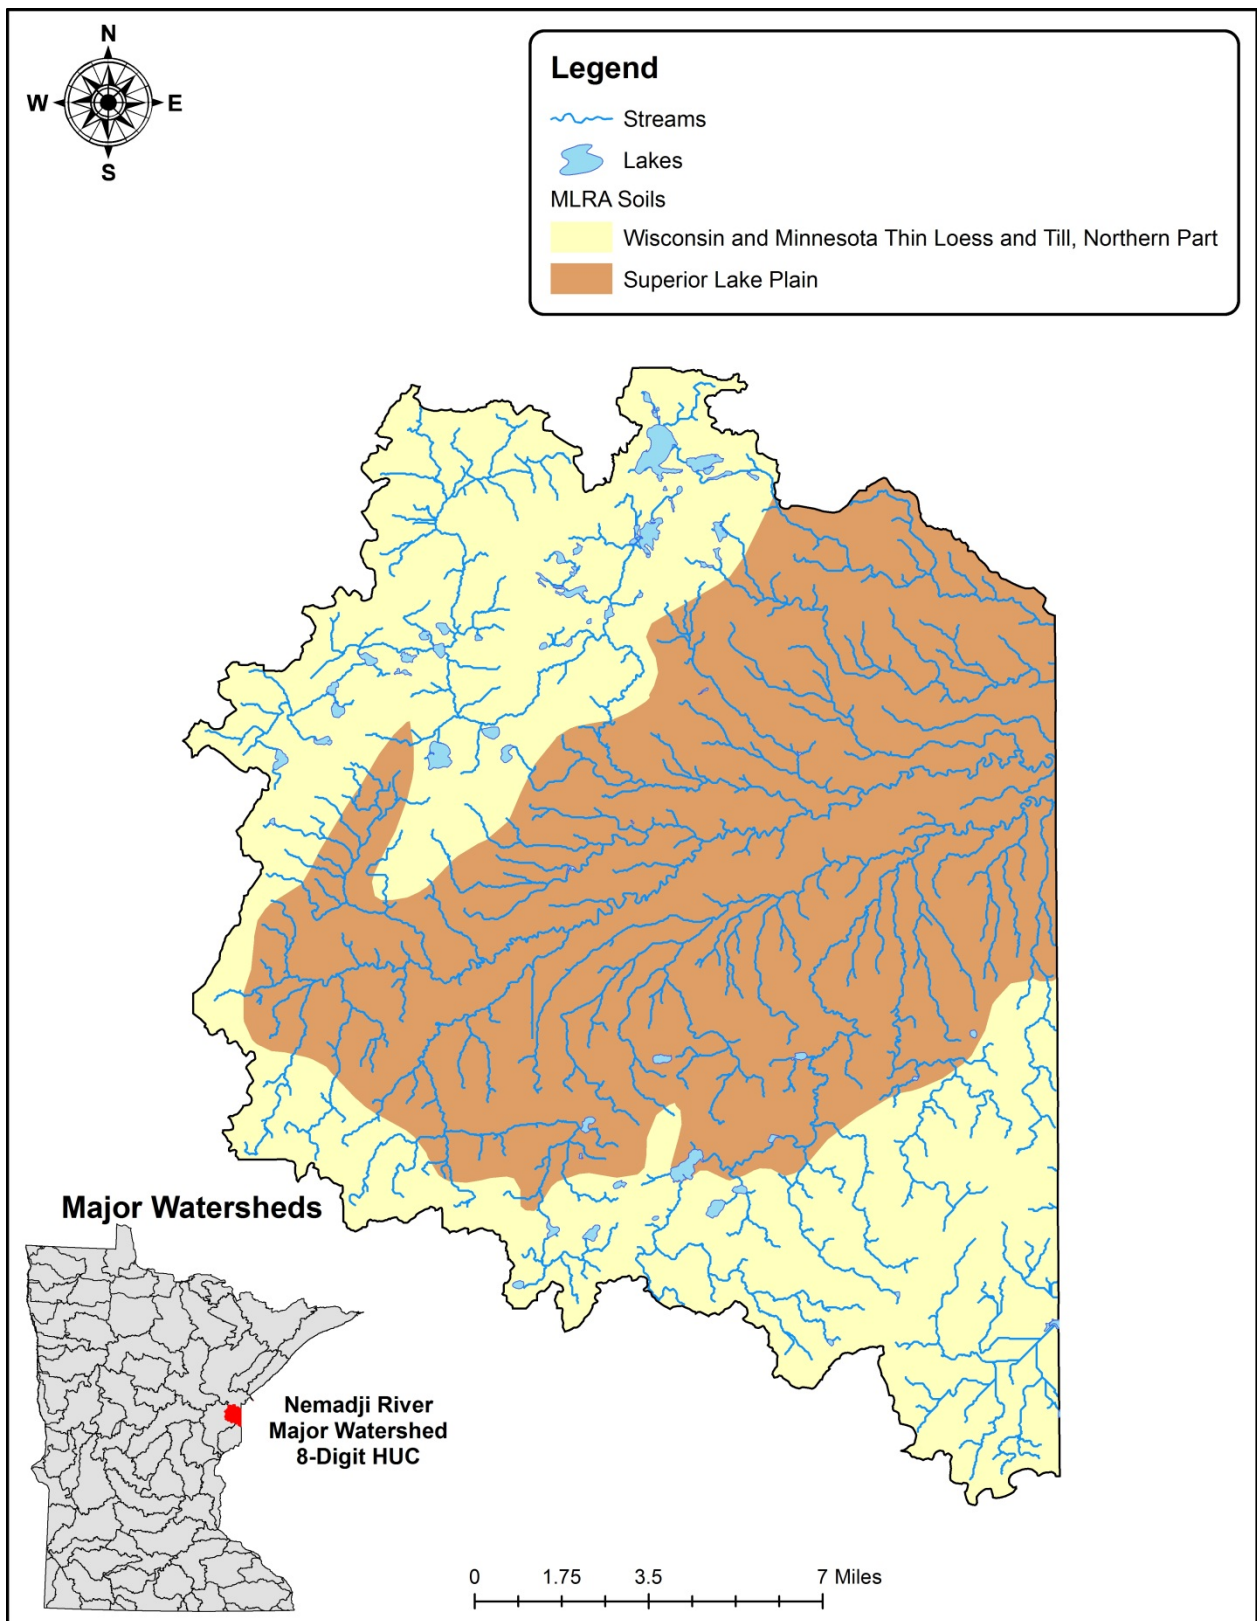 N
W E
S
Legend
Streams
Lakes
MLRA Soils
Wisconsin and Minnesota Thin Loess and Till, Northern Part
Superior Lake Plain
Major Watersheds
Nemadji River
Major Watershed
8-Digit HUC
0 1.75 3.5 7 Miles